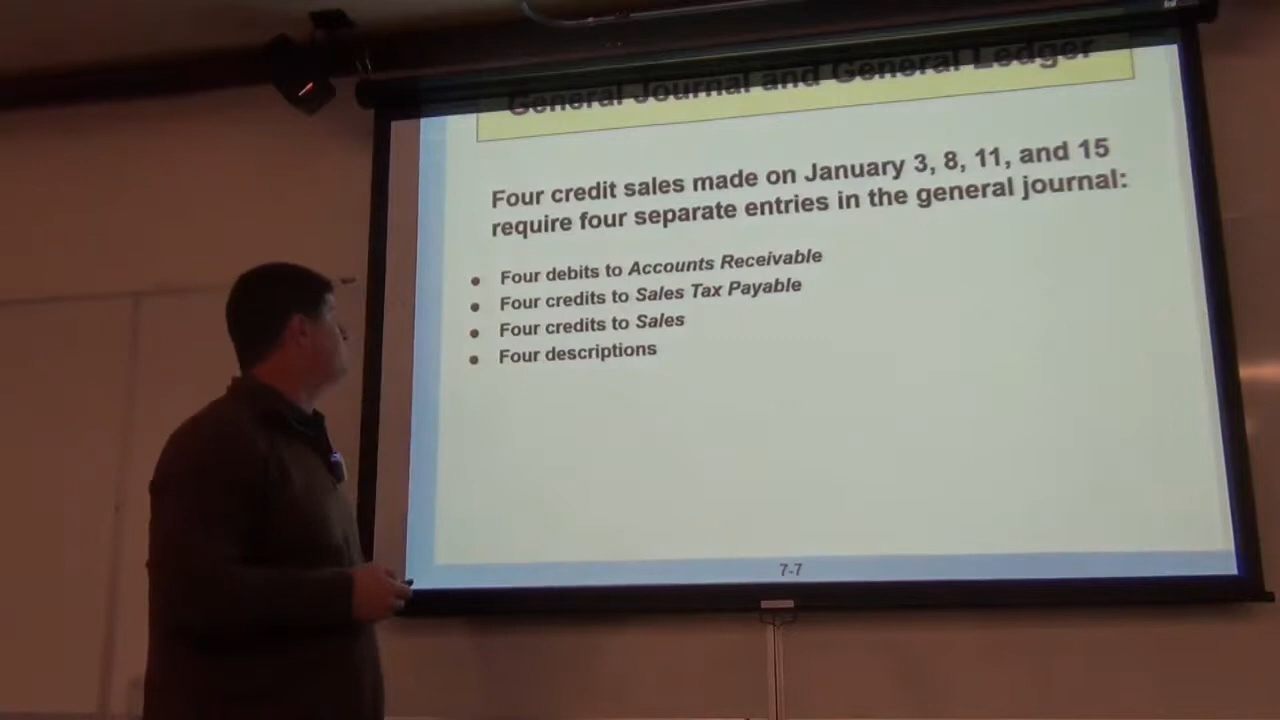 General Journal and General Ledger
Four credit sales made on January 3, 8, 11, and 15
require four separate entries in the general journal:
● Four debits to Accounts Receivable
● Four credits to Sales Tax Payable
● Four credits to Sales
● Four descriptions
7-7